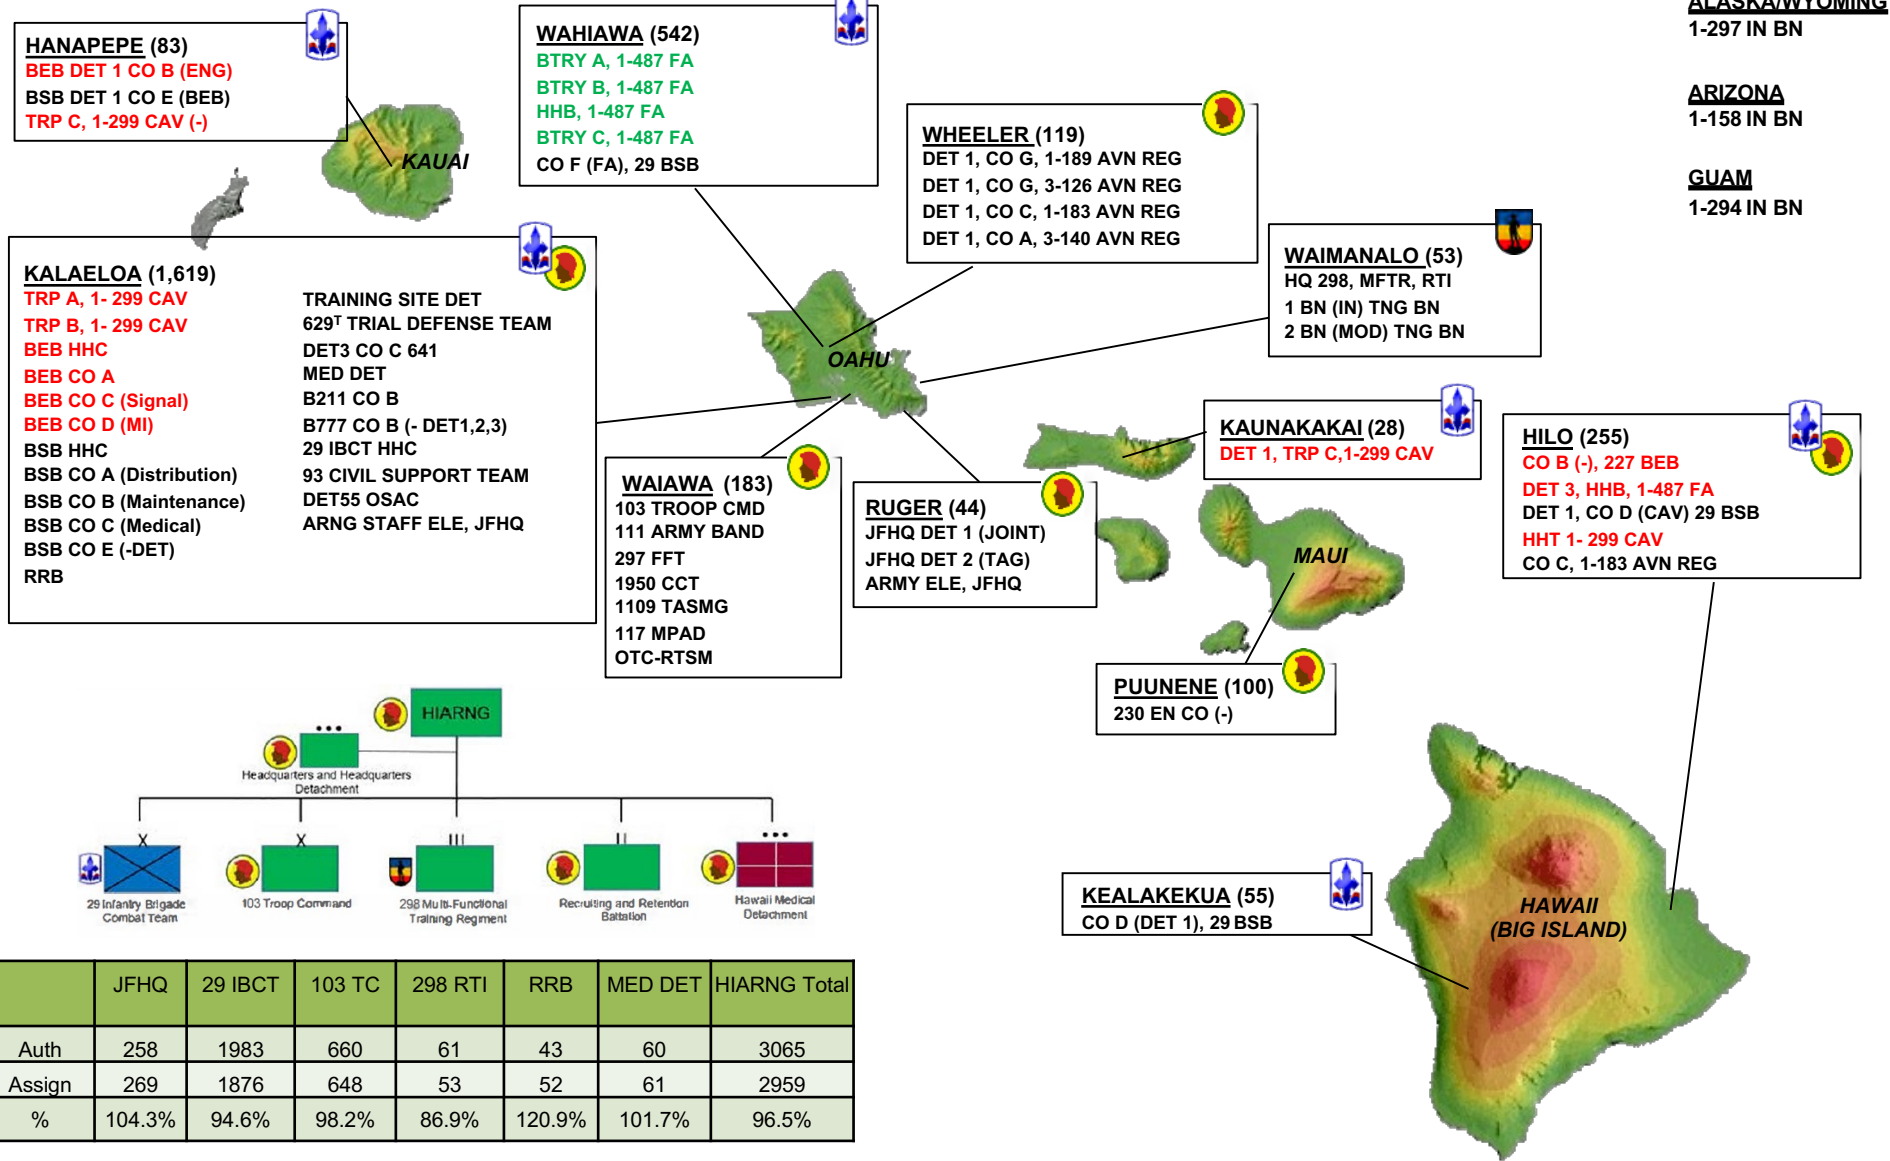 HANAPEPE (83)
BEB DET 1 CO B (ENG)
BSB DET 1 CO E (BEB)
TRP C, 1-299 CAV (-)
KAUAI
WAHIAWA (542)
BTRY A, 1-487 FA
BTRY B, 1-487 FA
HHB, 1-487 FA
BTRY C, 1-487 FA
CO F (FA), 29 BSB
WHEELER (119)
DET 1, CO G, 1-189 AVN REG
DET 1, CO G, 3-126 AVN REG
DET 1, CO C, 1-183 AVN REG
DET 1, CO A, 3-140 AVN REG
ALASKA/WYOMING
1-297 IN BN
ARIZONA
1-158 IN BN
GUAM
1-294 IN BN
WAIMANALO (53)
HQ 298, MFTR, RTI
1 BN (IN) TNG BN
2 BN (MOD) TNG BN
KALAELOA (1,619)
TRP A, 1- 299 CAV
TRP B, 1- 299 CAV
BEB HHC
BEB CO A
BEB CO C (Signal)
BEB CO D (MI)
BSB HHC
BSB CO A (Distribution)
BSB CO B (Maintenance)
BSB CO C (Medical)
BSB CO E (-DET)
RRB
TRAINING SITE DET
629T TRIAL DEFENSE TEAM
DET3 CO C 641
MED DET
B211 CO B
B777 CO B (- DET1,2,3)
29 IBCT HHC
93 CIVIL SUPPORT TEAM
DET55 OSAC
ARNG STAFF ELE, JFHQ
OAHU
WAIAWA (183)
103 TROOP CMD
111 ARMY BAND
297 FFT
1950 CCT
1109 TASMG
117 MPAD
OTC-RTSM
RUGER (44)
JFHQ DET 1 (JOINT)
JFHQ DET 2 (TAG)
ARMY ELE, JFHQ
KAUNAKAKAI (28)
DET 1, TRP C,1-299 CAV
MAUI
HILO (255)
CO B (-), 227 BEB
DET 3, HHB, 1-487 FA
DET 1, CO D (CAV) 29 BSB
HHT 1- 299 CAV
CO C, 1-183 AVN REG
PUUNENE (100)
230 EN CO (-)
KEALAKEKUA (55)
CO D (DET 1), 29 BSB
HAWAII
(BIG ISLAND)
HIARNG
Headquarters and Headquarters
Detachment
X
X
III
II
29 Infantry Brigade
Combat Team
103 Troop Command
298 Multi-Functional
Training Regment
Recruiting and Retention
Battalion
Hawaii Medical
Detachment
JFHQ 29 IBCT 103 TC 298 RTI RRB MED DET HIARNG Total
Auth 258 1983 660 61 43 60 3065
Assign 269 1876 648 53 52 61 2959
% 104.3% 94.6% 98.2% 86.9% 120.9% 101.7% 96.5%